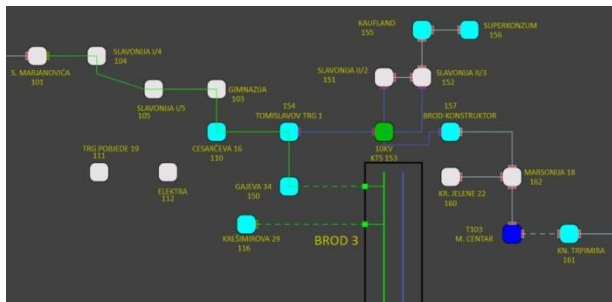 KAUFLAND
155
SUPERKONZUM
156
SLAVONIJA I/4
104
S. MARJANOVIĆA
101
SLAVONIJA II/2
151
SLAVONIJA II/3
152
GIMNAZIJA
103
SLAVONIJA I/5
105
154
TOMISLAVOV TRG 1
157
BROD-KONSTRUKTOR
CESARČEVA 16
110
10KV
KTS 153
TRG POBJEDE 19
111
ELEKTRA
112
GAJEVA 34
150
KR. JELENE 22
160
MARSONIJA 18
162
KREŠIMIROVA 29
116
BROD 3
T103
M. CENTAR
KN. TRPIMIRA
161